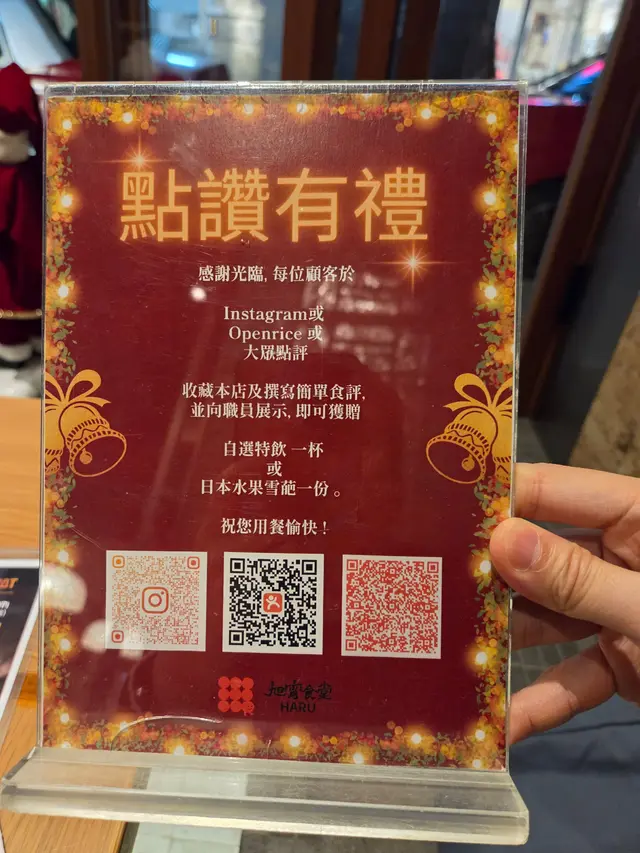 點讚有禮
感謝光臨, 每位顧客於
Instagram或
Openrice 或
大眾點評
收藏本店及撰寫簡單食評,
並向職員展示, 即可獲贈
自選特飲 一杯
或
日本水果雪葩一份 。
祝您用餐愉快 !
食堂
HARU